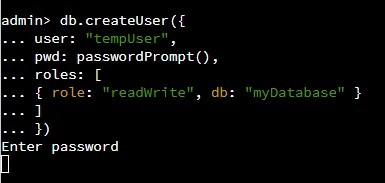 admin> db.createUser({
... user: "tempUser",
... pwd: passwordPrompt(),
... roles: [
... { role: "readWrite", db: "myDatabase" }
... ]
... })
Enter password